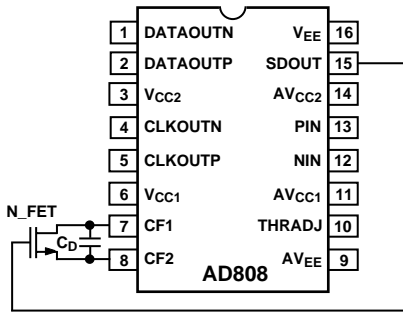 1 DATAOUTN VEE 16
2 DATAOUTP SDOUT 15
3 VCC2 AVCC2 14
4 CLKOUTN PIN 13
5 CLKOUTP NIN 12
6 VCC1 AVCC1 11
N_FET
7 CF1 THRADJ 10
CD
8 CF2 AVEE 9
AD808